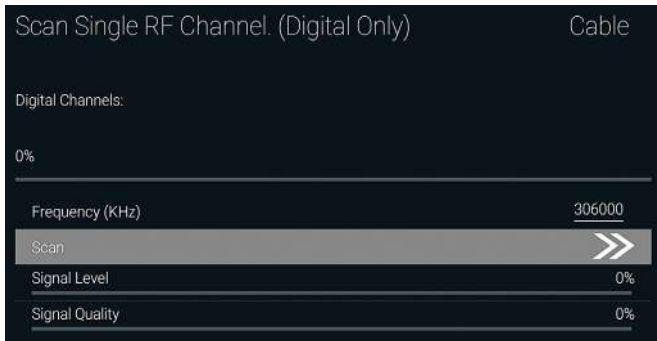 Scan Single RF Channel. (Digital Only) Cable
Digital Channels:
0%
Frequency (KHz) 306000
Scan
Signal Level 0%
Signal Quality 0%